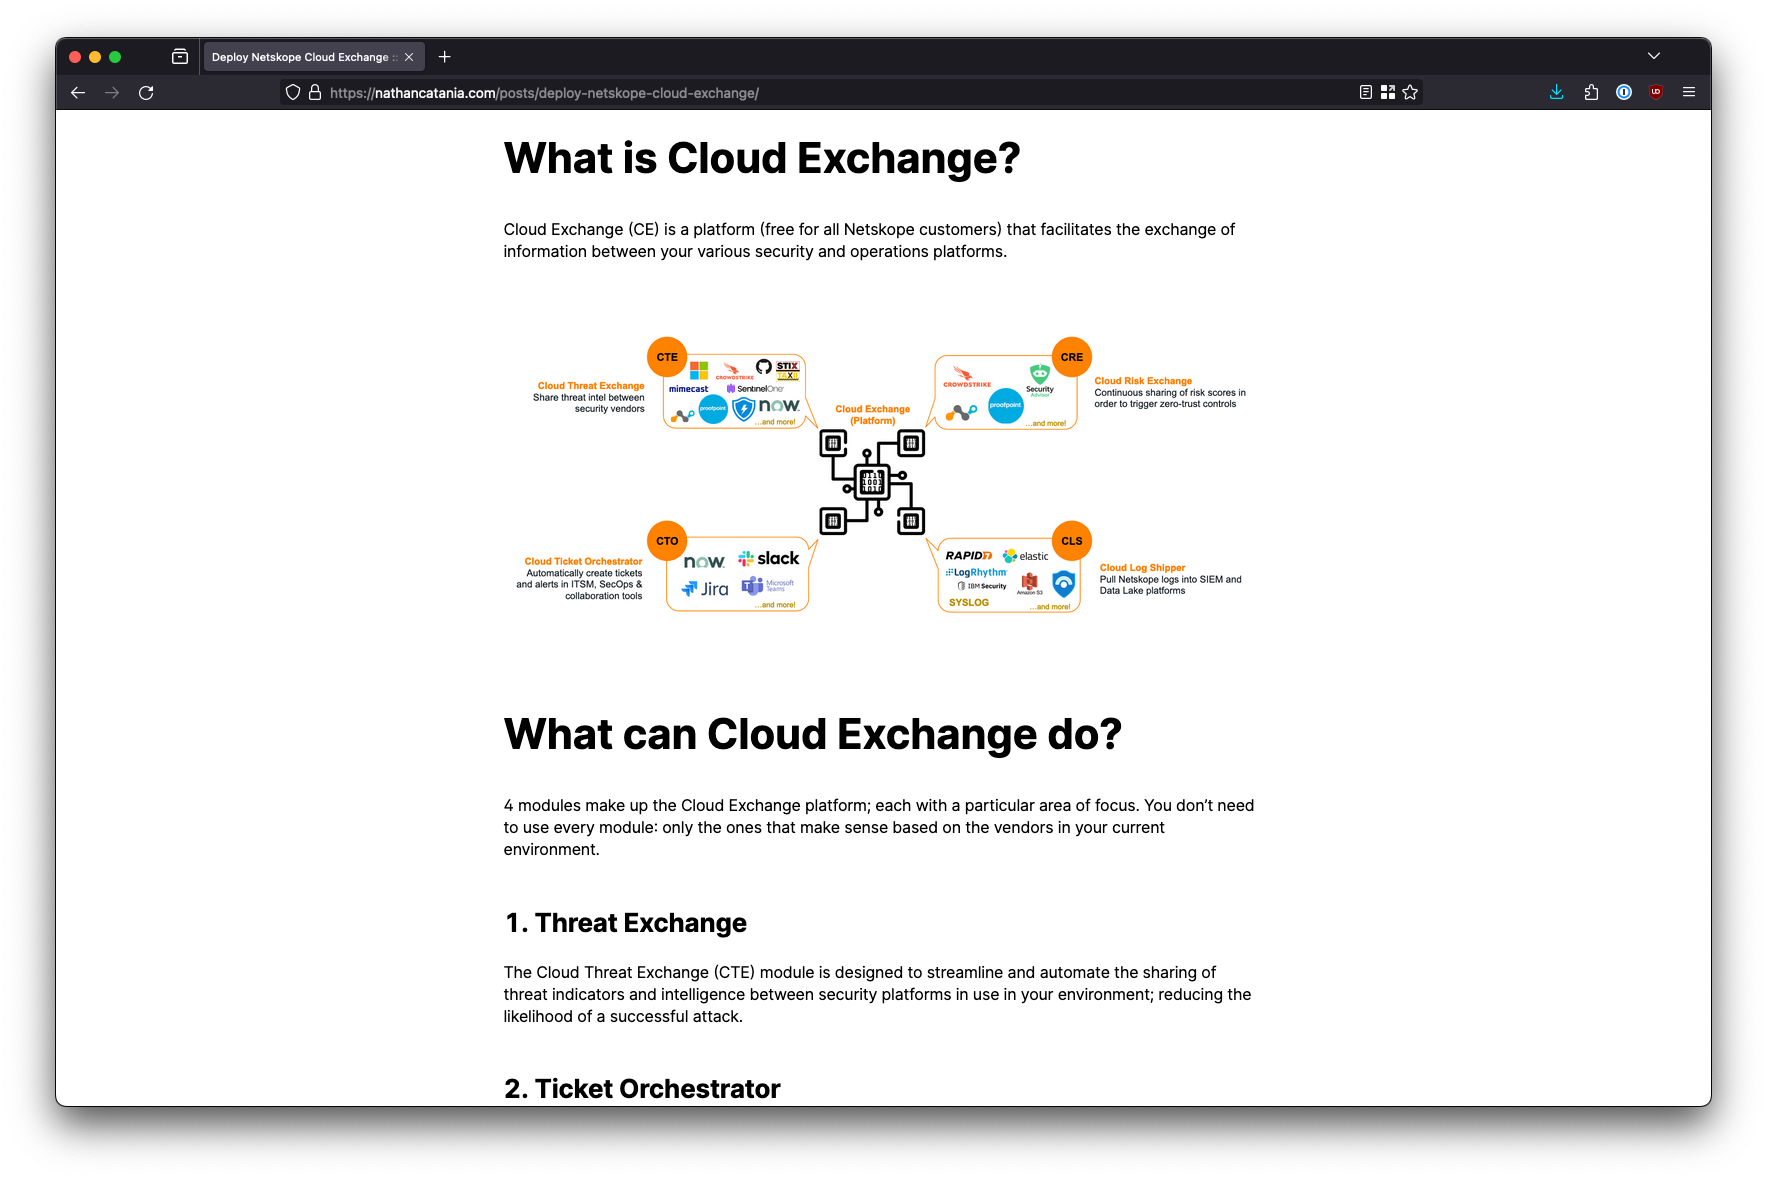 Deploy Netskope Cloud Exchange ::
https://nathancatania.com/posts/deploy-netskope-cloud-exchange/
What is Cloud Exchange?
Cloud Exchange (CE) is a platform (free for all Netskope customers) that facilitates the exchange of
information between your various security and operations platforms.
CTE
Cloud Threat Exchange
Share threat intel between
security vendors
CROWDSTRIKE
STIX
TAXII
mimecast
SentinelOne
proofpoint
now
...and more!
Cloud Exchange
(Platform)
CRE
CROWDSTRIKE
Security
Advisor
proofpoint
...and more!
Cloud Risk Exchange
Continuous sharing of risk scores in
order to trigger zero-trust controls
1001
1010
CTO
Cloud Ticket Orchestrator
Automatically create tickets
and alerts in ITSM, SecOps &
collaboration tools
now
slack
Jira
Microsoft
Teams
...and more!
CLS
RAPID7
elastic
LogRhythm
IBM Security
Amazon S3
SYSLOG
...and more!
Cloud Log Shipper
Pull Netskope logs into SIEM and
Data Lake platforms
What can Cloud Exchange do?
4 modules make up the Cloud Exchange platform; each with a particular area of focus. You don't need
to use every module: only the ones that make sense based on the vendors in your current
environment.
1. Threat Exchange
The Cloud Threat Exchange (CTE) module is designed to streamline and automate the sharing of
threat indicators and intelligence between security platforms in use in your environment; reducing the
likelihood of a successful attack.
2. Ticket Orchestrator